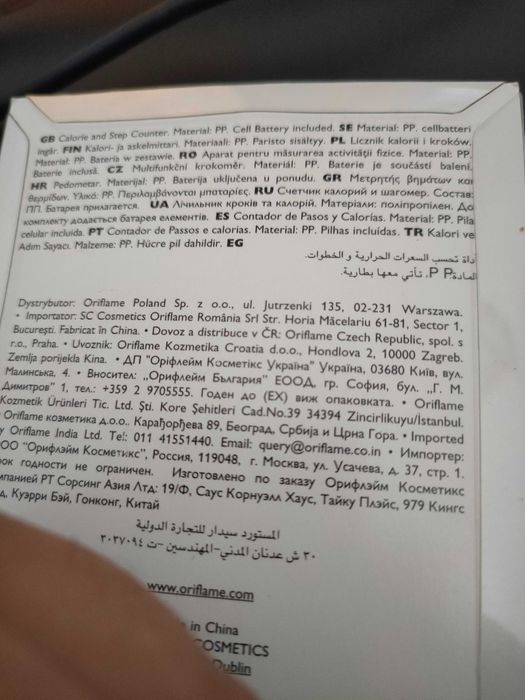 GB Calorie and Step Counter. Material: PP. Cell Battery included. SE Material: PP. cellbatteri
ingår. FIN Kalori- ja askelmittari. Materiaali: PP. Paristo sisältyy. PL Licznik kalorii i kroków.
Material: PP. Bateria w zestawie. RO Aparat pentru măsurarea activității fizice. Material: PP.
Baterie inclusă. CZ Multifunkční krokoměr. Materiál: PP. Baterie je součástí balení.
HR Pedometar. Materijal: PP. Baterija uključena u ponudu. GR Μετρητής βημάτων και
θερμίδων. Υλικό: PP. Περιλαμβάνονται μπαταρίες. RU Счетчик калорий и шагомер. Состав:
ПП. Батарея прилагается. UA Лічильник кроків та калорій. Матеріали: поліпропілен. До
комплекту додається батарея елементів. ES Contador de Pasos y Calorías. Material: PP. Pila
celular incluida. PT Contador de Passos e calorias. Material: PP. Pilhas incluídas. TR Kalori ve
Adım Sayacı. Malzeme: PP. Hücre pil dahildir. EG
داة تحسب السعرات الحرارية و الخطوات.
المادة: P P. تأتي معها بطارية.
Dystrybutor: Oriflame Poland Sp. z o.o., ul. Jutrzenki 135, 02-231 Warszawa.
• Importator: SC Cosmetics Oriflame România Srl Str. Horia Măcelariu 61-81, Sector 1,
București. Fabricat în China. • Dovoz a distribuce v ČR: Oriflame Czech Republic, spol. s
r.o., Praha. • Uvoznik: Oriflame Kozmetika Croatia d.o.o., Hondlova 2, 10000 Zagreb.
Zemlja porijekla Kina. • ДП "Оріфлейм Косметікс Україна" Україна, 03680 Київ, вул.
Малинська, 4. • Вносител: „Орифлейм България" ЕООД, гр. София, бул. „Г. М.
Димитров" 1, тел.: +359 2 9705555. Годен до (EX) виж опаковката. • Oriflame
Kozmetik Ürünleri Tic. Ltd. Şti. Kore Şehitleri Cad.No.39 34394 Zincirlikuyu/Istanbul.
Oriflame козметика д.о.о. Карађорђева 89, Београд, Србија и Црна Гора. • Imported
y Oriflame India Ltd. Tel: 011 41551440. Email: query@oriflame.co.in • Импортер:
ООО "Орифлэйм Косметикс", Россия, 119048, г. Москва, ул. Усачева, д. 37, стр. 1.
рок годности не ограничен. Изготовлено по заказу Орифлэйм Косметикс
мпанией РТ Сорсинг Азия Лтд: 19/Ф, Саус Корнуэлл Хаус, Тайку Плэйс, 979 Кингс
д, Куэрри Бэй, Гонконг, Китай
المستورد سيدار للتجارة الدولية
٢٠ ش عدنان المدني-المهندسين-ت ٣٠٣٧٠٩٤
www.oriflame.com
in China
COSMETICS
Dublin